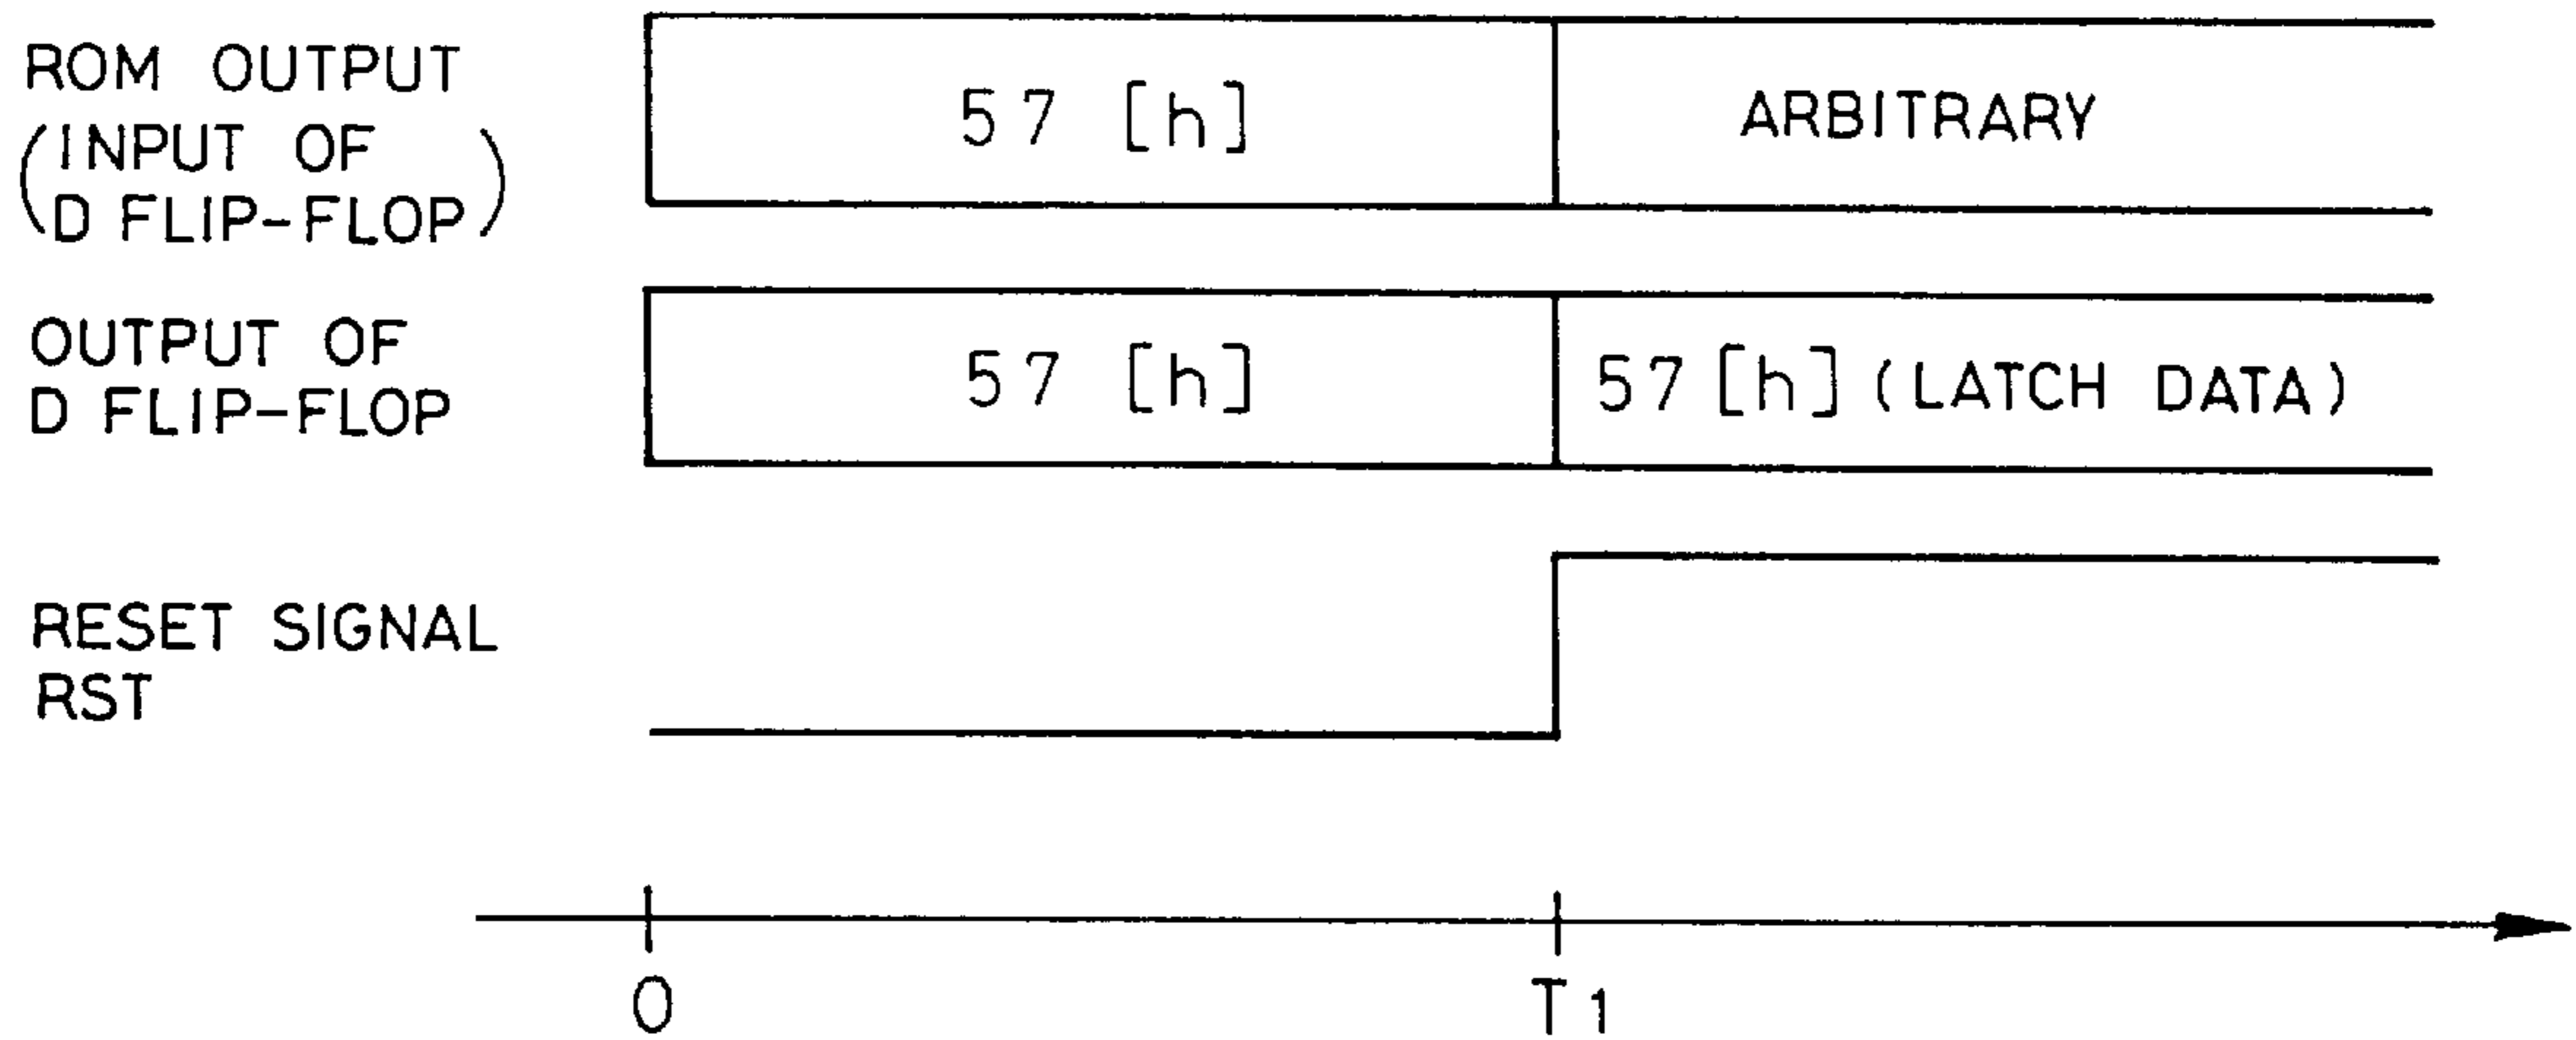 ROM OUTPUT
(INPUT OF
D FLIP-FLOP)
57 [h]
ARBITRARY
OUTPUT OF
D FLIP-FLOP
57 [h]
57 [h] (LATCH DATA)
RESET SIGNAL
RST
0
T1